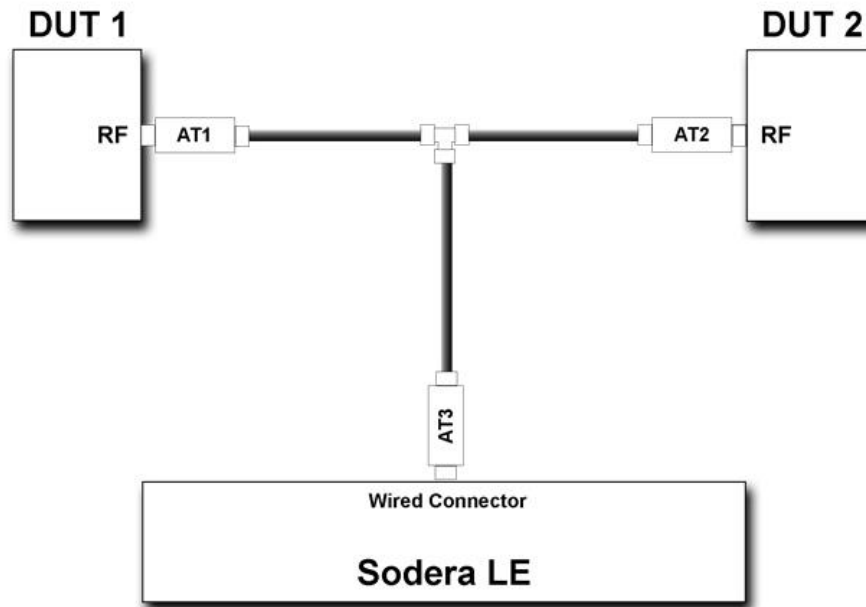 DUT 1
DUT 2
RF
AT1
AT2
RF
AT3
Wired Connector
Sodera LE